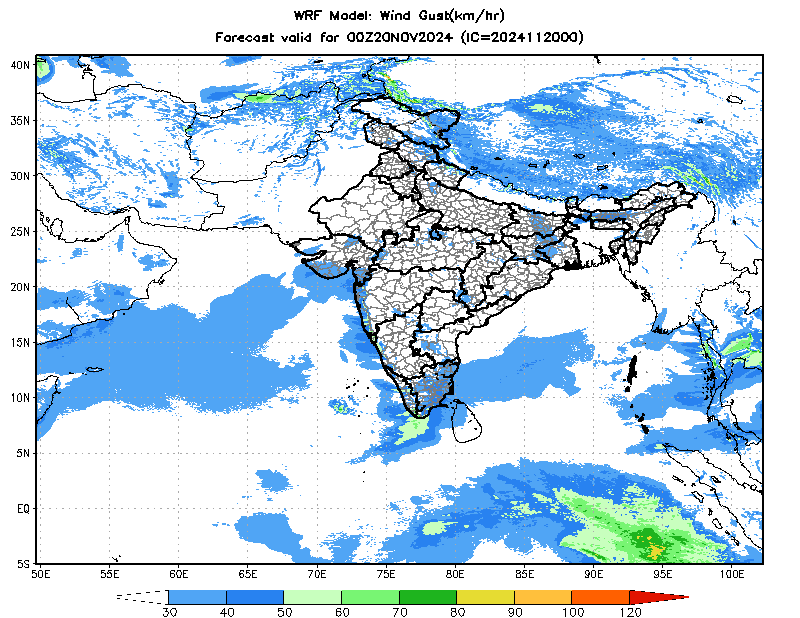 WRF Model: Wind Gust(km/hr)
Forecast valid for 00Z20NOV2024 (IC=2024112000)
40N
35N
30N
25N
20N
15N
10N
5N
EQ
5S
50E 55E 60E 65E 70E 75E 80E 85E 90E 95E 100E
30 40 50 60 70 80 90 100 120